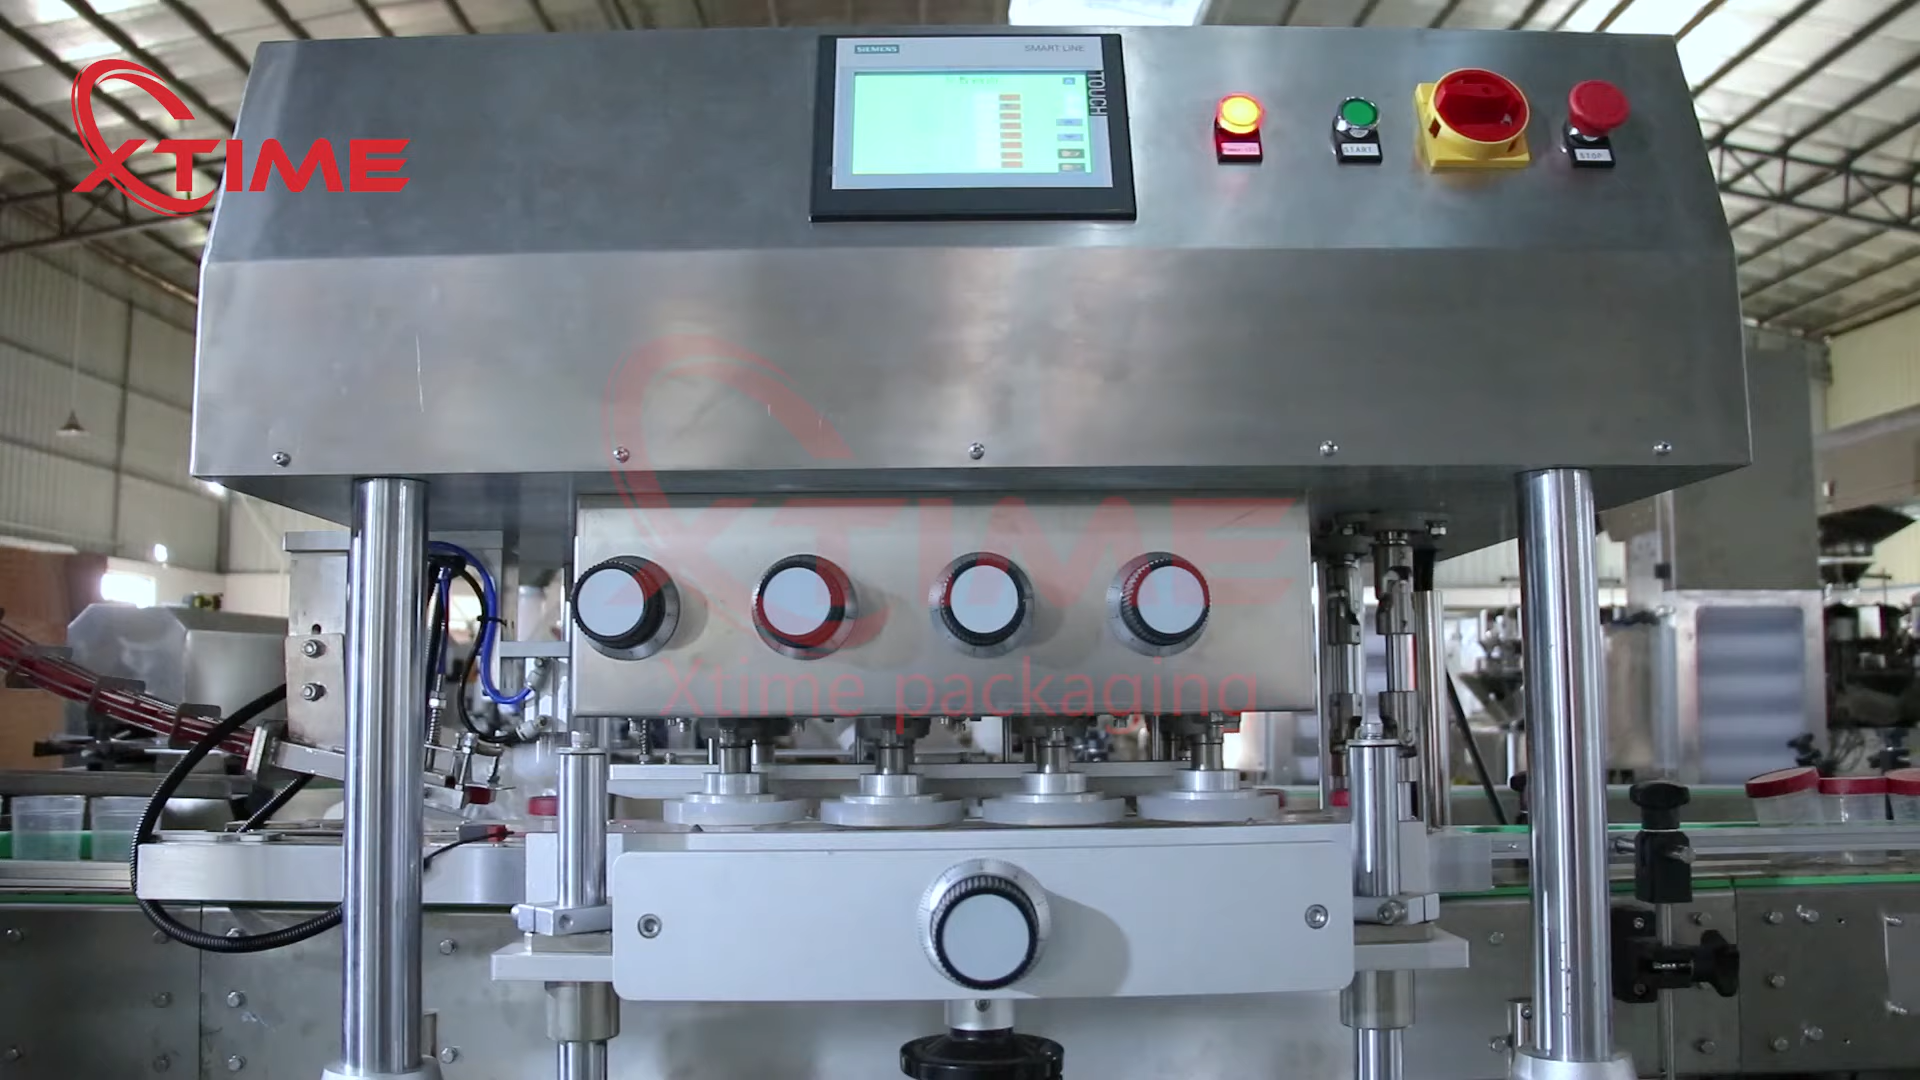 XTIME
SIEMENS
SMART LINE
TOUCH
START
STOP
XTIME
Xtime packaging